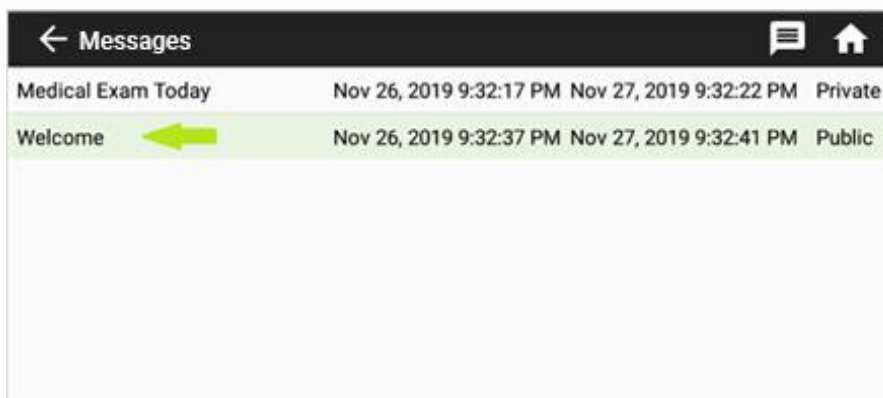 Messages
Medical Exam Today Nov 26, 2019 9:32:17 PM Nov 27, 2019 9:32:22 PM Private
Welcome Nov 26, 2019 9:32:37 PM Nov 27, 2019 9:32:41 PM Public